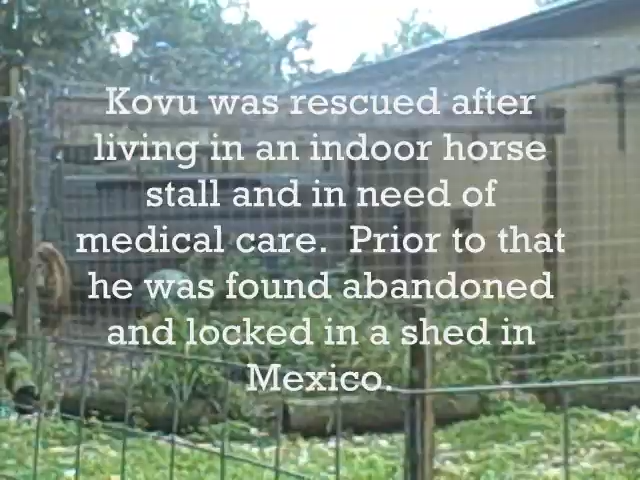 Kovu was rescued after
living in an indoor horse
stall and in need of
medical care.  Prior to that
he was found abandoned
and locked in a shed in
Mexico.